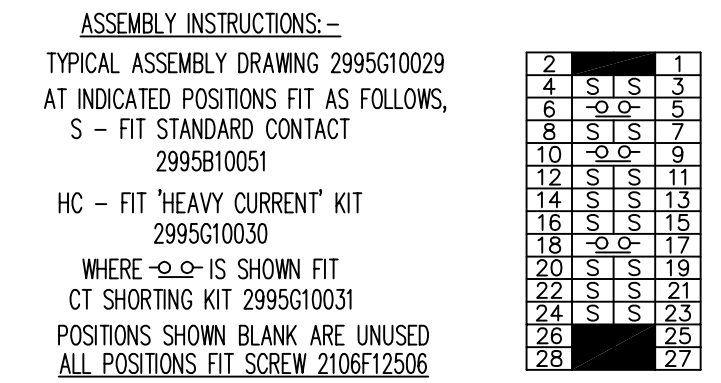 ASSEMBLY INSTRUCTIONS:-
TYPICAL ASSEMBLY DRAWING 2995G10029
AT INDICATED POSITIONS FIT AS FOLLOWS,
S - FIT STANDARD CONTACT
2995B10051
HC - FIT 'HEAVY CURRENT' KIT
2995G10030
WHERE IS SHOWN FIT
CT SHORTING KIT 2995G10031
POSITIONS SHOWN BLANK ARE UNUSED
ALL POSITIONS FIT SCREW 2106F12506
2 1
4 S S 3
6 5
8 S S 7
10 9
12 S S 11
14 S S 13
16 S S 15
18 17
20 S S 19
22 S S 21
24 S S 23
26 25
28 27